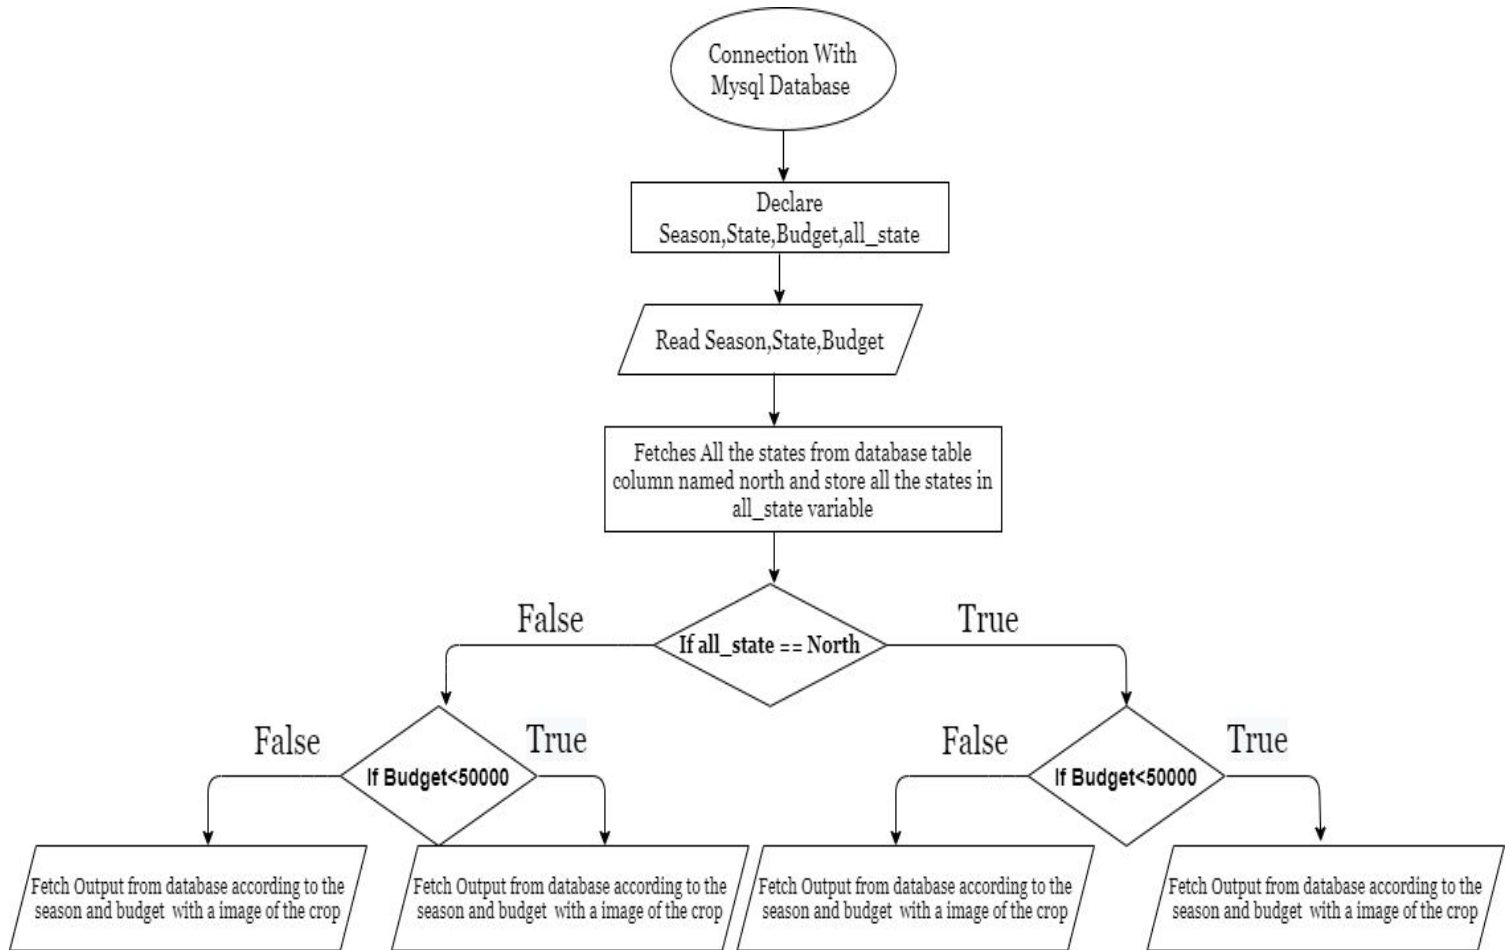 Connection With
Mysql Database
Declare
Season,State,Budget,all_state
Read Season,State,Budget
Fetches All the states from database table
column named north and store all the states in
all_state variable
False
True
If all_state == North
False
True
False
True
If Budget<50000
If Budget<50000
Fetch Output from database according to the
season and budget with a image of the crop
Fetch Output from database according to the
season and budget with a image of the crop
Fetch Output from database according to the
season and budget with a image of the crop
Fetch Output from database according to the
season and budget with a image of the crop